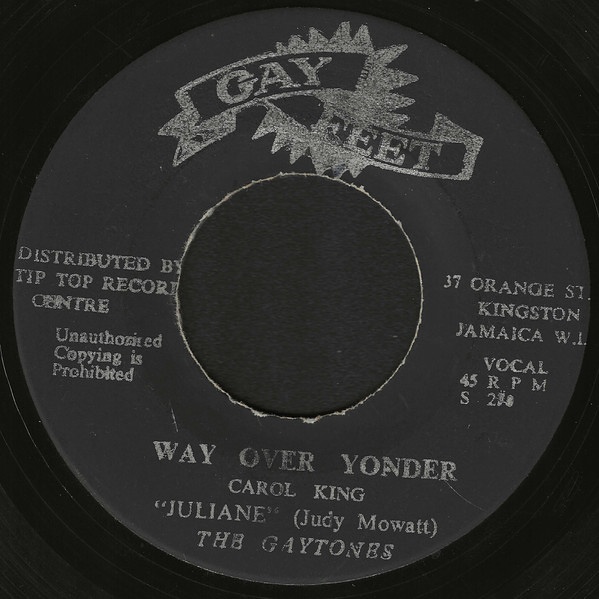 GAY
FEET
DISTRIBUTED BY
TIP TOP RECORD
CENTRE
Unauthorized
Copying is
Prohibited
37 ORANGE ST.
KINGSTON
JAMAICA W.I.
VOCAL
45 R P M
S
WAY OVER YONDER
CAROL KING
"JULIANE" (Judy Mowatt)
THE GAYTONES